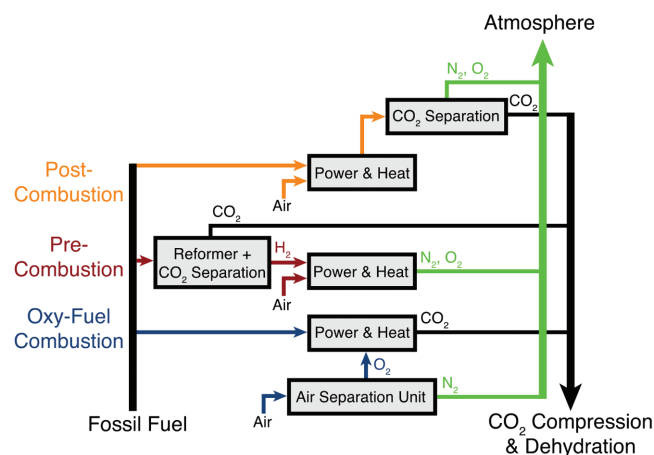 Atmosphere
N₂, O₂
CO₂
CO₂ Separation
Post-
Combustion
Power & Heat
Air
CO₂
Pre-
Combustion
Reformer +
CO₂ Separation
H₂
Power & Heat
N₂, O₂
Air
Oxy-Fuel
Combustion
Power & Heat
CO₂
O₂
Air Separation Unit
N₂
Air
Fossil Fuel
CO₂ Compression
& Dehydration